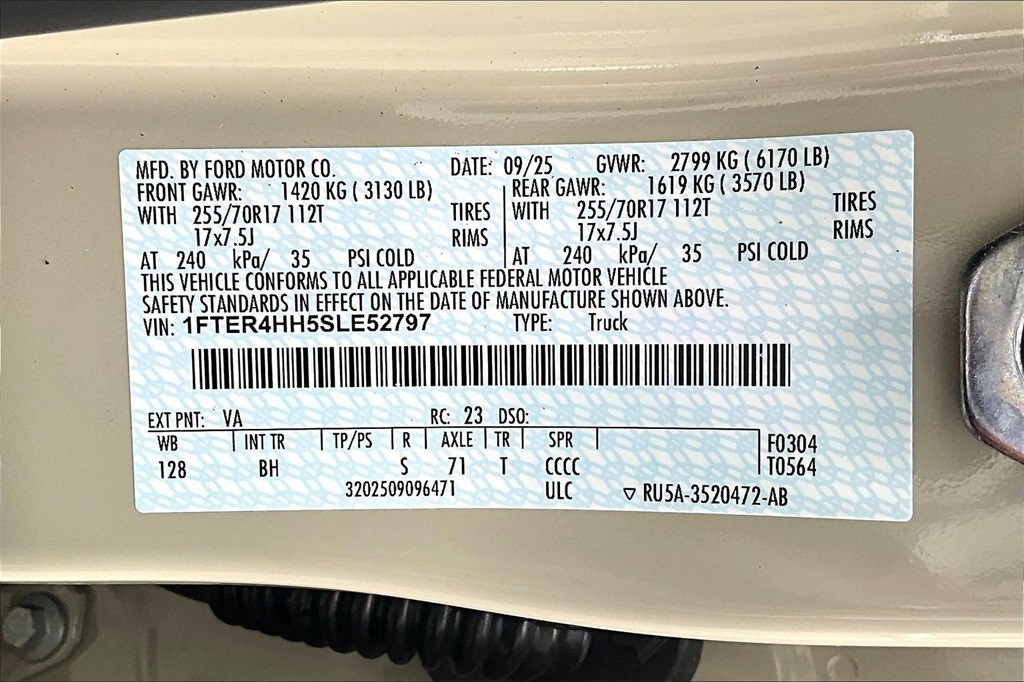 MFD. BY FORD MOTOR CO. DATE: 09/25 GVWR: 2799 KG ( 6170 LB)
FRONT GAWR: 1420 KG ( 3130 LB) REAR GAWR: 1619 KG ( 3570 LB)
WITH 255/70R17 112T TIRES WITH 255/70R17 112T TIRES
17x7.5J RIMS 17x7.5J RIMS
AT 240 kPa/ 35 PSI COLD AT 240 kPa/ 35 PSI COLD
THIS VEHICLE CONFORMS TO ALL APPLICABLE FEDERAL MOTOR VEHICLE
SAFETY STANDARDS IN EFFECT ON THE DATE OF MANUFACTURE SHOWN ABOVE.
VIN: 1FTER4HH5SLE52797 TYPE: Truck
EXT PNT: VA RC: 23 DSO:
WB INT TR TP/PS R AXLE TR SPR F0304
128 BH S 71 T CCCC T0564
3202509096471 ULC ▽ RU5A-3520472-AB